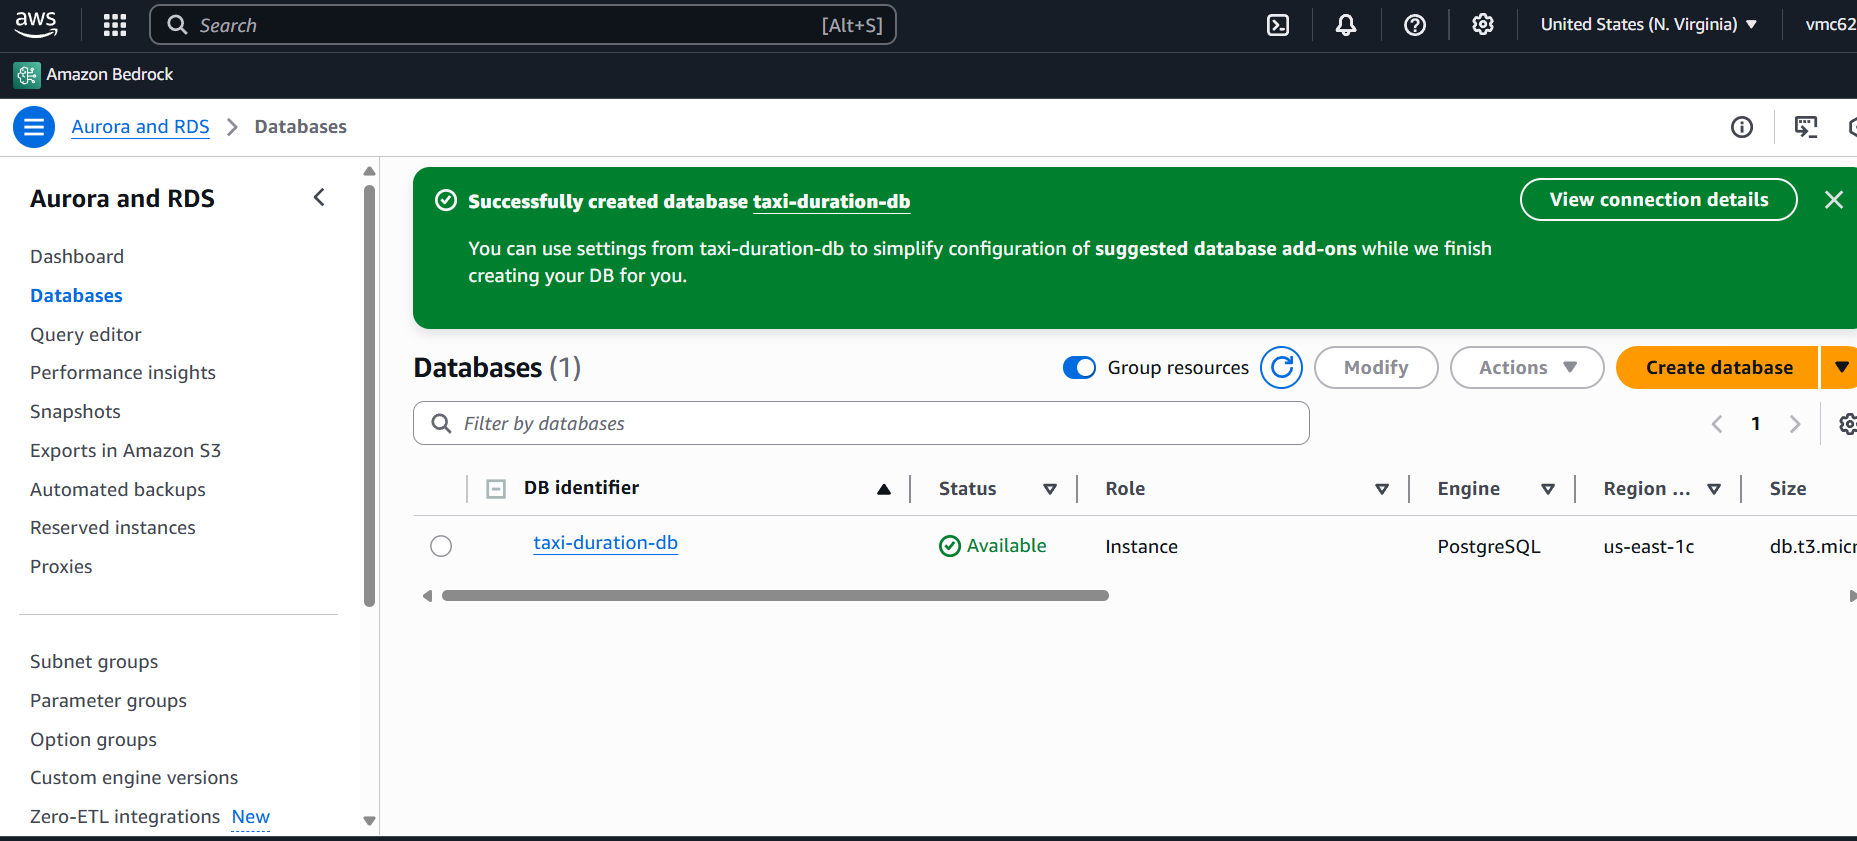 aws
Search [Alt+S]
United States (N. Virginia)
vmc62
Amazon Bedrock
Aurora and RDS
Databases
Aurora and RDS
Dashboard
Databases
Query editor
Performance insights
Snapshots
Exports in Amazon S3
Automated backups
Reserved instances
Proxies
Subnet groups
Parameter groups
Option groups
Custom engine versions
Zero-ETL integrations New
Successfully created database taxi-duration-db
View connection details
You can use settings from taxi-duration-db to simplify configuration of suggested database add-ons while we finish
creating your DB for you.
Databases (1)
Group resources
Modify
Actions
Create database
Filter by databases
1
DB identifier Status Role Engine Region ... Size
taxi-duration-db Available Instance PostgreSQL us-east-1c db.t3.micr